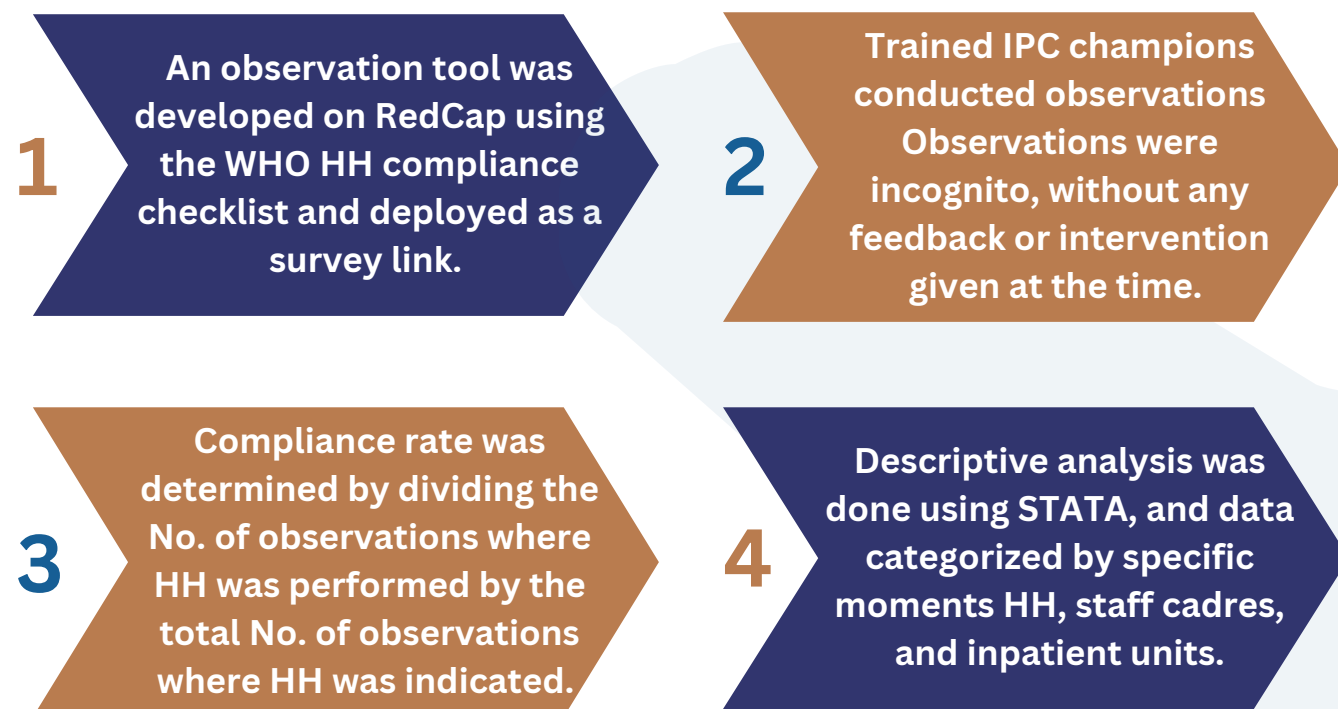 1
An observation tool was
developed on RedCap using
the WHO HH compliance
checklist and deployed as a
survey link.
2
Trained IPC champions
conducted observations
Observations were
incognito, without any
feedback or intervention
given at the time.
3
Compliance rate was
determined by dividing the
No. of observations where
HH was performed by the
total No. of observations
where HH was indicated.
4
Descriptive analysis was
done using STATA, and data
categorized by specific
moments HH, staff cadres,
and inpatient units.